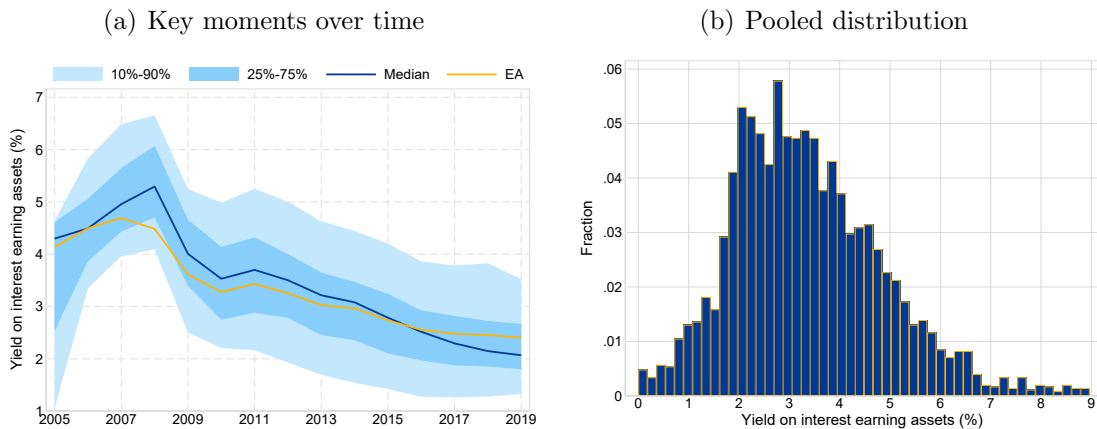 (a) Key moments over time
10%-90% 25%-75% Median EA
Yield on interest earning assets (%)
7
6
5
4
3
2
1
2005 2007 2009 2011 2013 2015 2017 2019
(b) Pooled distribution
Fraction
.06
.05
.04
.03
.02
.01
0
0 1 2 3 4 5 6 7 8 9
Yield on interest earning assets (%)